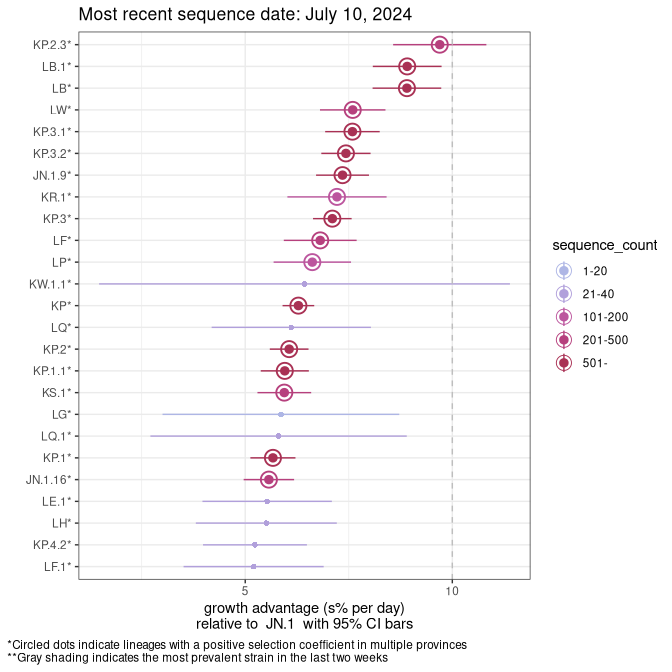 Most recent sequence date: July 10, 2024
KP.2.3*
LB.1*
LB*
LW*
KP.3.1*
KP.3.2*
JN.1.9*
KR.1*
KP.3*
LF*
LP*
KW.1.1*
KP*
LQ*
KP.2*
KP.1.1*
KS.1*
LG*
LQ.1*
KP.1*
JN.1.16*
LE.1*
LH*
KP.4.2*
LF.1*
5
10
growth advantage (s% per day)
relative to  JN.1  with 95% CI bars
sequence_count
1-20
21-40
101-200
201-500
501-
*Circled dots indicate lineages with a positive selection coefficient in multiple provinces
**Gray shading indicates the most prevalent strain in the last two weeks